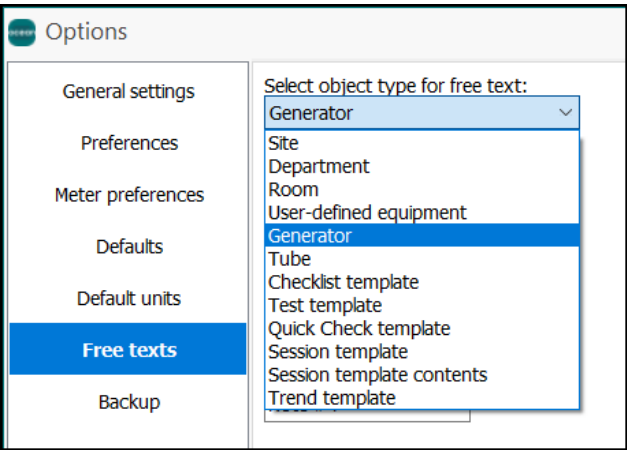 ocean
Options
General settings
Preferences
Meter preferences
Defaults
Default units
Free texts
Backup
Select object type for free text:
Generator
Site
Department
Room
User-defined equipment
Generator
Tube
Checklist template
Test template
Quick Check template
Session template
Session template contents
Trend template